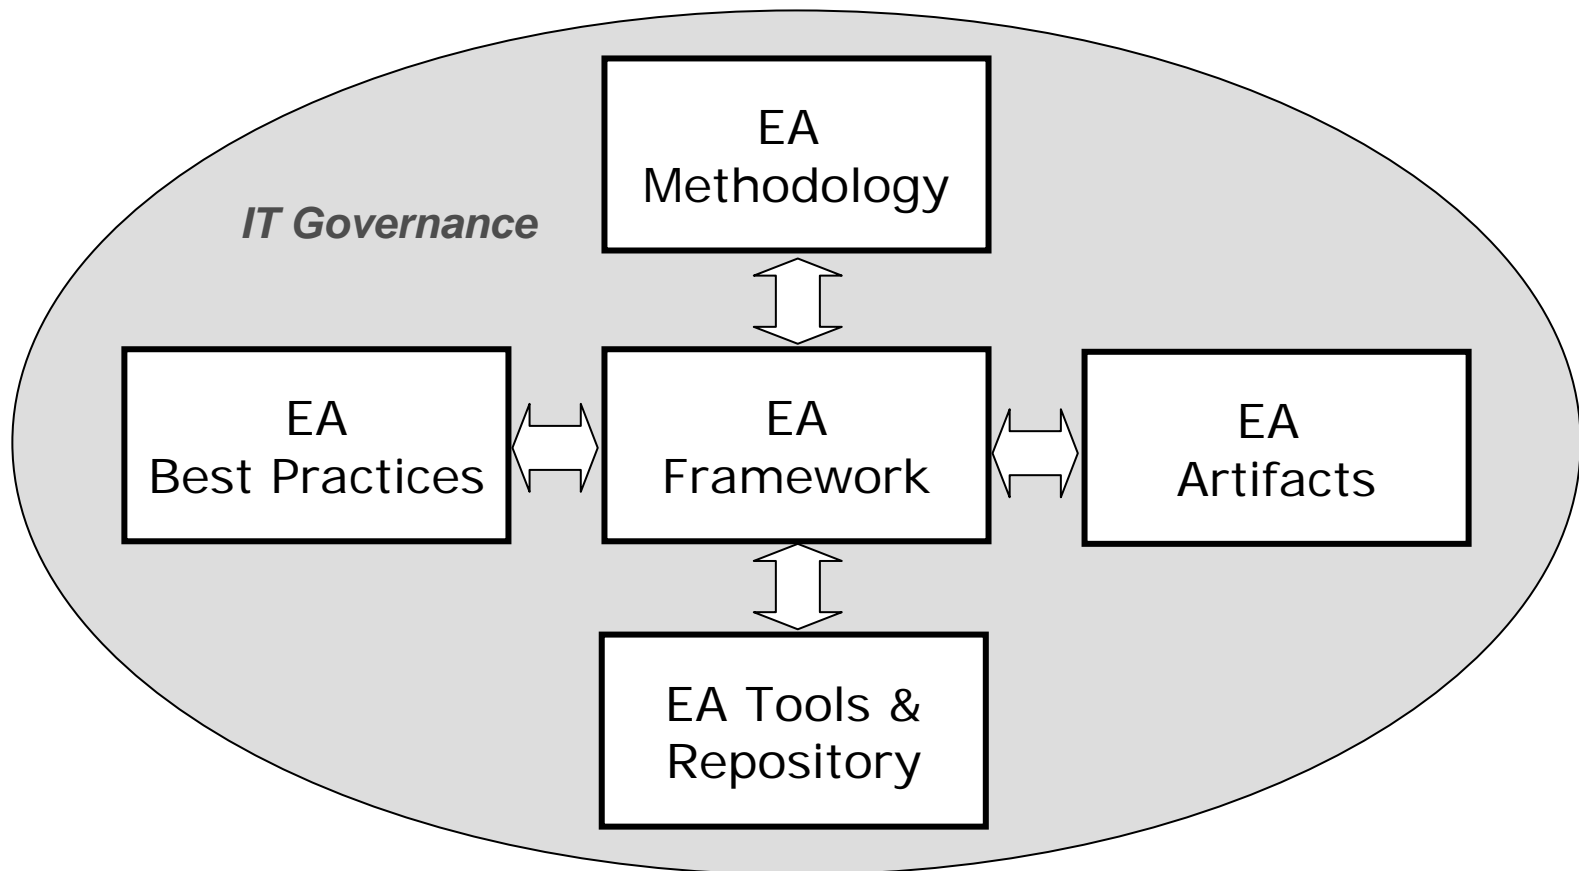 EA
Methodology
IT Governance
EA
Best Practices
EA
Framework
EA
Artifacts
EA Tools &
Repository